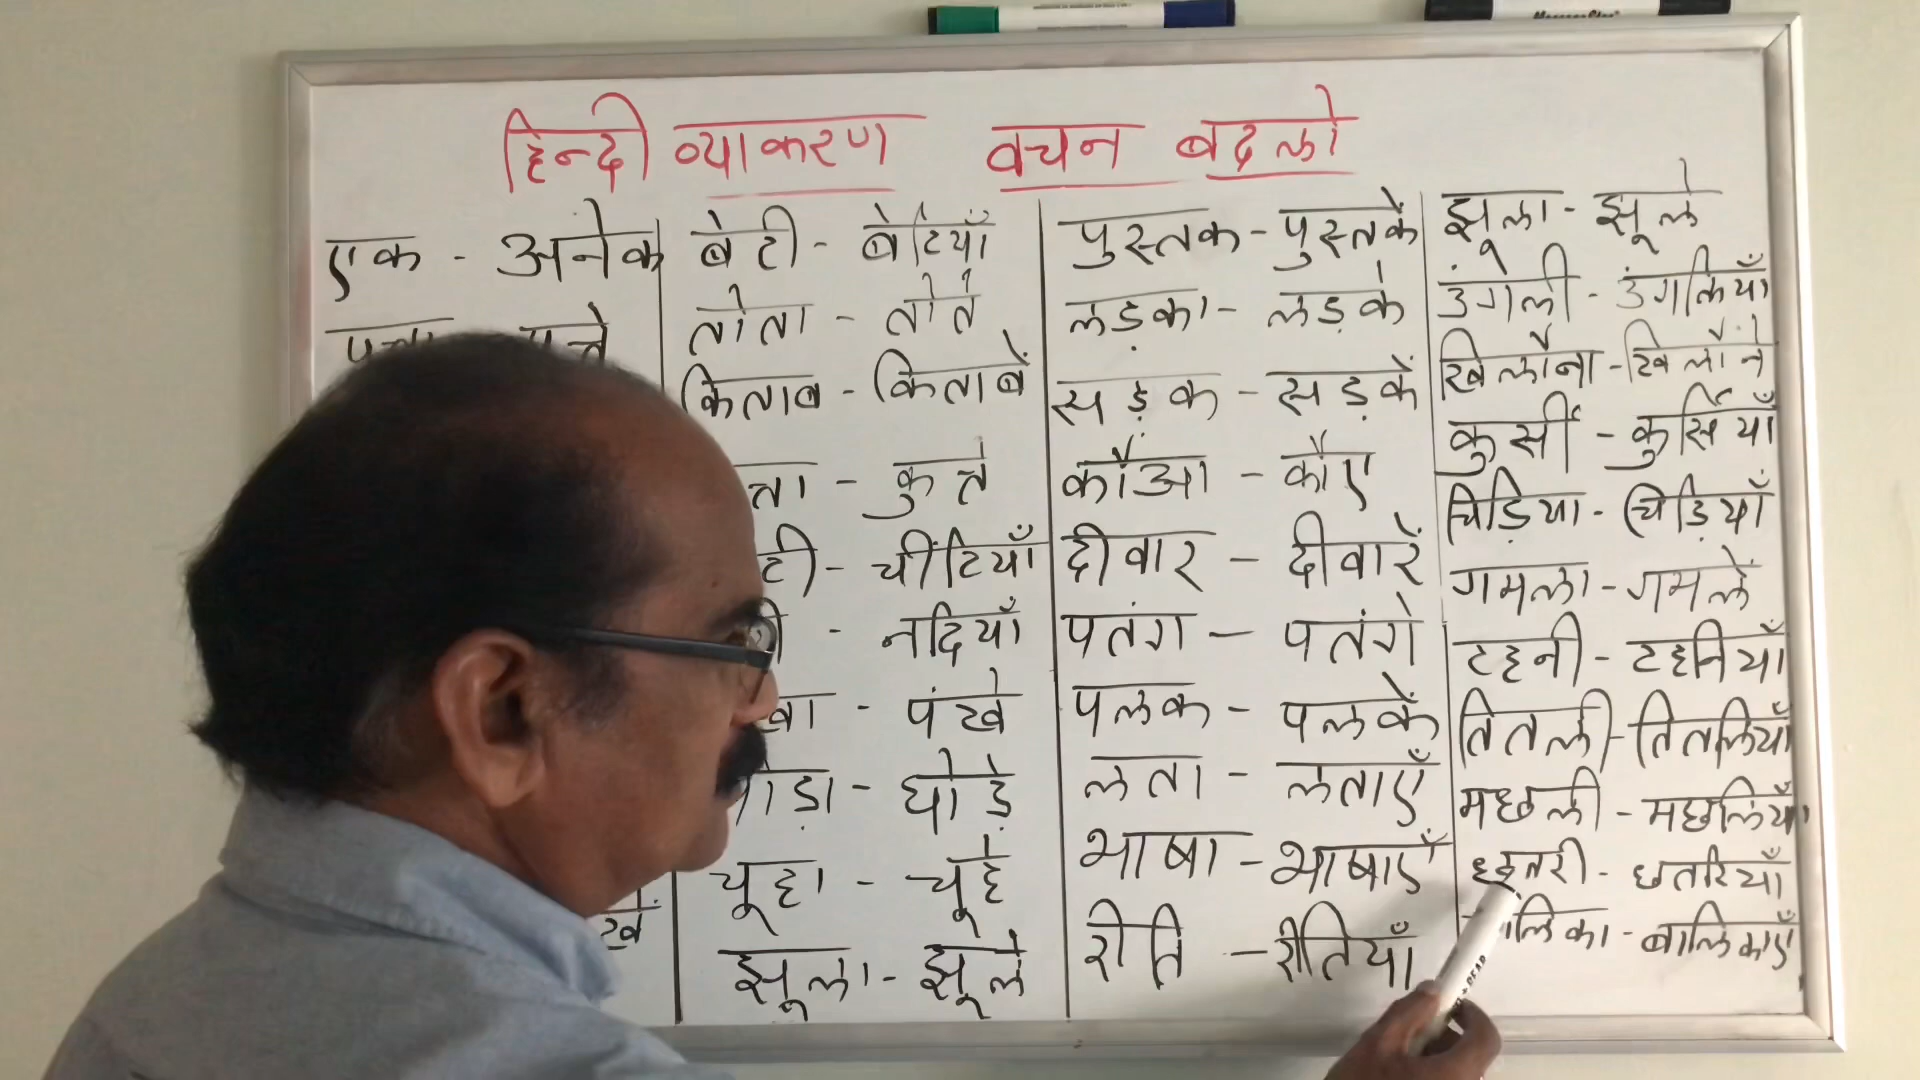 हिन्दी व्याकरण वचन बदलो
एक - अनेक
बेटी - बेटियाँ
तोता - तोते
किताब - किताबें
त्ता - कुत्ते
टी - चींटियाँ
- नदियाँ
खा - पंखे
ोड़ा - घोड़े
चूहा - चूहे
झूला - झूले
पुस्तक - पुस्तकें
लड़का - लड़के
सड़क - सड़कें
कौआ - कौए
दीवार - दीवारें
पतंग - पतंगे
पलक - पलकें
लता - लताएँ
भाषा - भाषाएँ
रीति - रीतियाँ
झूला - झूले
उंगेली - उंगलियाँ
खिलौना - खिलौने
कुर्सी - कुर्सियाँ
चिड़िया - चिड़ियाँ
गमला - गमलें
टहनी - टहनियाँ
तितली - तितलियाँ
मछली - मछलियाँ
छतरी - छतरियाँ
लिका - बालिकाएँ